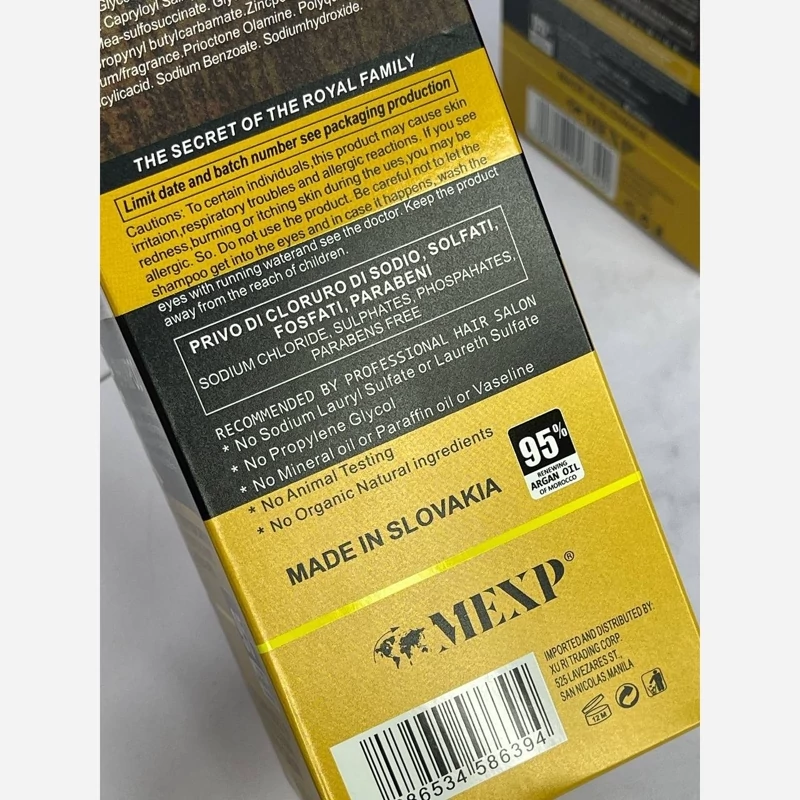 Capryloyl
lea-sulfosuccinate.
ropynyl butylcarbamate.
um/fragrance.Prioctone Olamine.
cylicacid. Sodium Benzoate. Sodiumhydroxide.
THE SECRET OF THE ROYAL FAMILY
Limit date and batch number see packaging production
Cautions. To certain individuals,this product may cause skin
irritaion,respiratory troubles and allergic reactions. If you see
redness,burming or itching skin during the ues,you may be
allergic. So. Do not use the product. Be careful not to let the
shampoo get into the eyes and in case it happens, wash the
eyes with running waterand see the doctor. Keep the product
away from the reach of children.
PRIVO DI CLORURO DI SODIO, SOLFATI,
FOSFATI, PARABENI
SODIUM CHLORIDE, SULPHATES, PHOSPAHATES,
PARABENS FREE
RECOMMENDED BY PROFESSIONAL HAIR SALON
* No Sodium Lauryl Sulfate or Laureth Sulfate
* No Propylene Glycol
* No Mineral oil or Paraffin oil or Vaseline
* No Animal Testing
* No Organic Natural ingredients
95%
RENEWING
ARGAN OIL
OF MOROCCO
MADE IN SLOVAKIA
MEXP®
IMPORTED AND DISTRIBUTED BY:
XU RI TRADING CORP.
525 LAVEZARES ST.,
SAN NICOLAS,MANILA
12 M
86534 586394